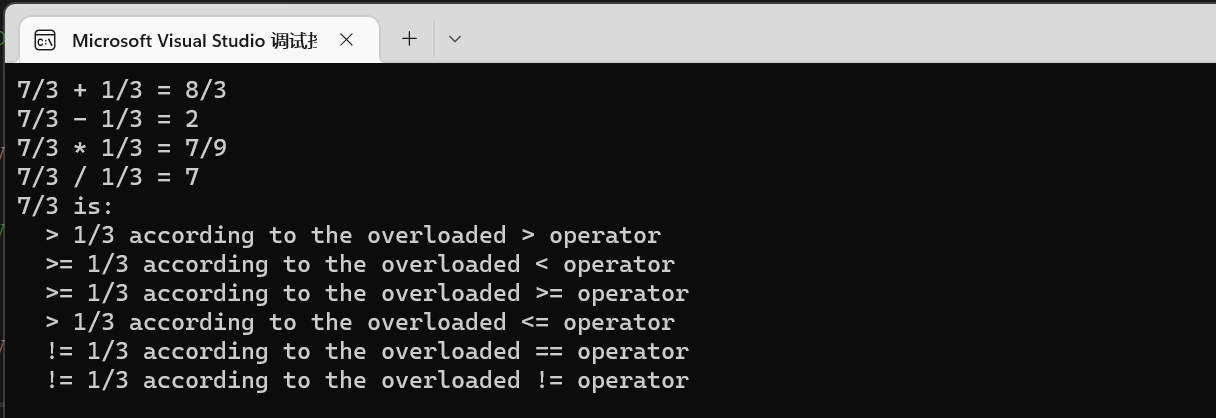 Microsoft Visual Studio 调试
7/3 + 1/3 = 8/3
7/3 - 1/3 = 2
7/3 * 1/3 = 7/9
7/3 / 1/3 = 7
7/3 is:
  > 1/3 according to the overloaded > operator
  >= 1/3 according to the overloaded < operator
  >= 1/3 according to the overloaded >= operator
  > 1/3 according to the overloaded <= operator
  != 1/3 according to the overloaded == operator
  != 1/3 according to the overloaded != operator